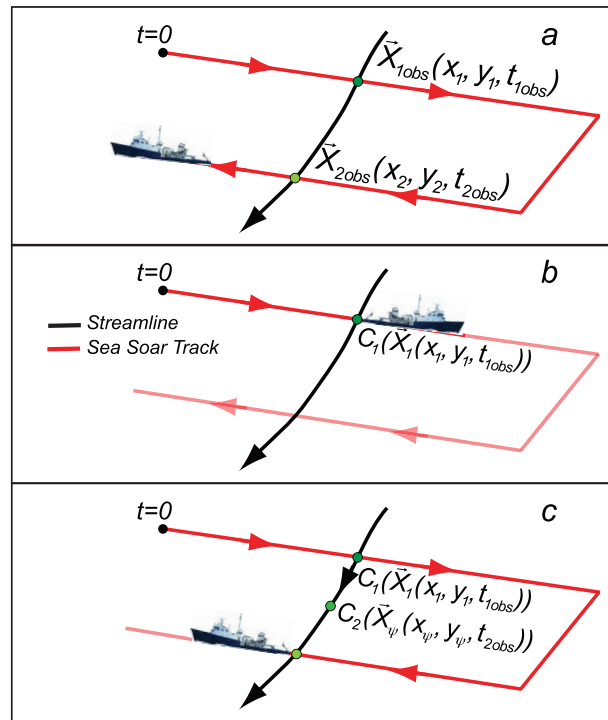 a
t=0
X⃗1obs(x1, y1, t1obs)
X⃗2obs(x2, y2, t2obs)
b
t=0
Streamline
Sea Soar Track
C1(X⃗1(x1, y1, t1obs))
c
t=0
C1(X⃗1(x1, y1, t1obs))
C2(X⃗ψ(xψ, yψ, t2obs))